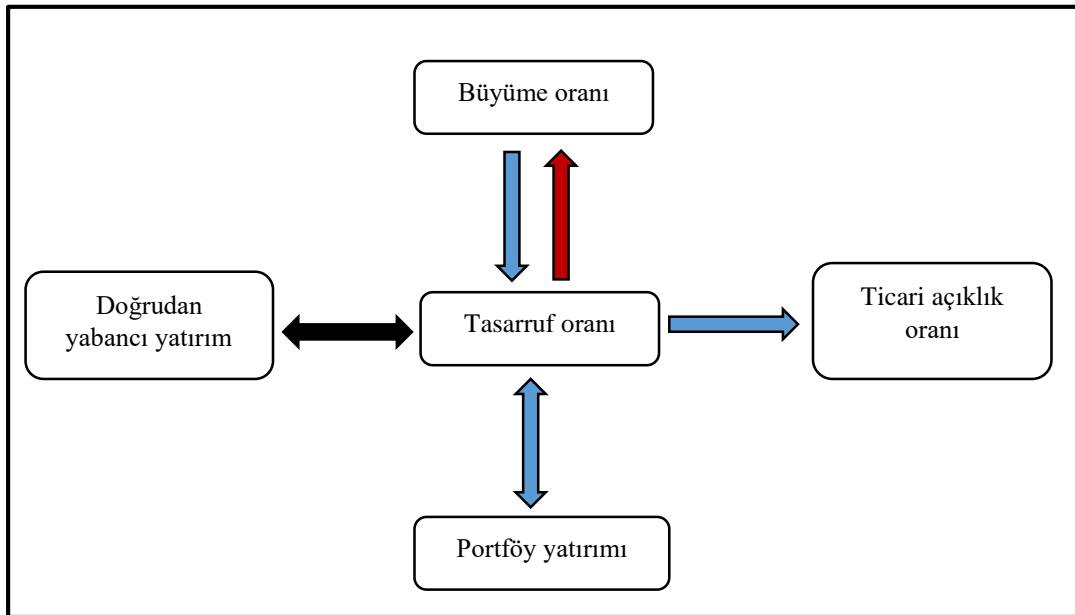 Büyüme oranı
Doğrudan
yabancı yatırım
Tasarruf oranı
Ticari açıklık
oranı
Portföy yatırımı